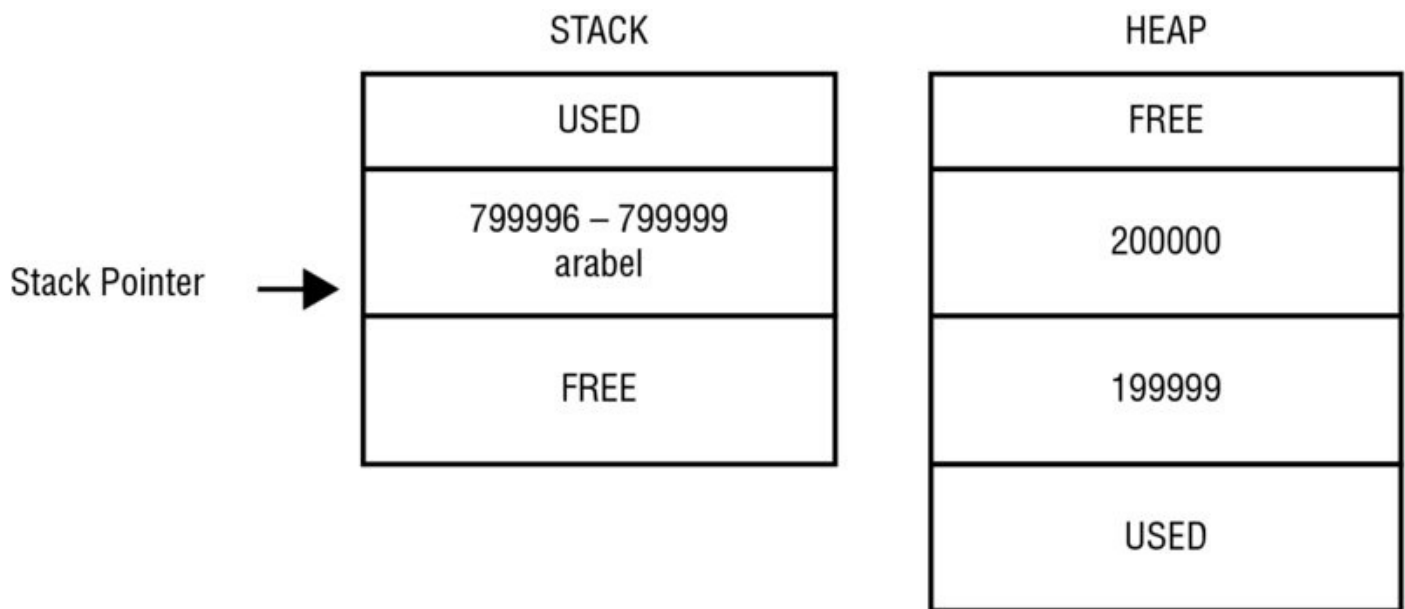 STACK
USED
799996 – 799999
arabel
Stack Pointer
FREE
HEAP
FREE
200000
199999
USED